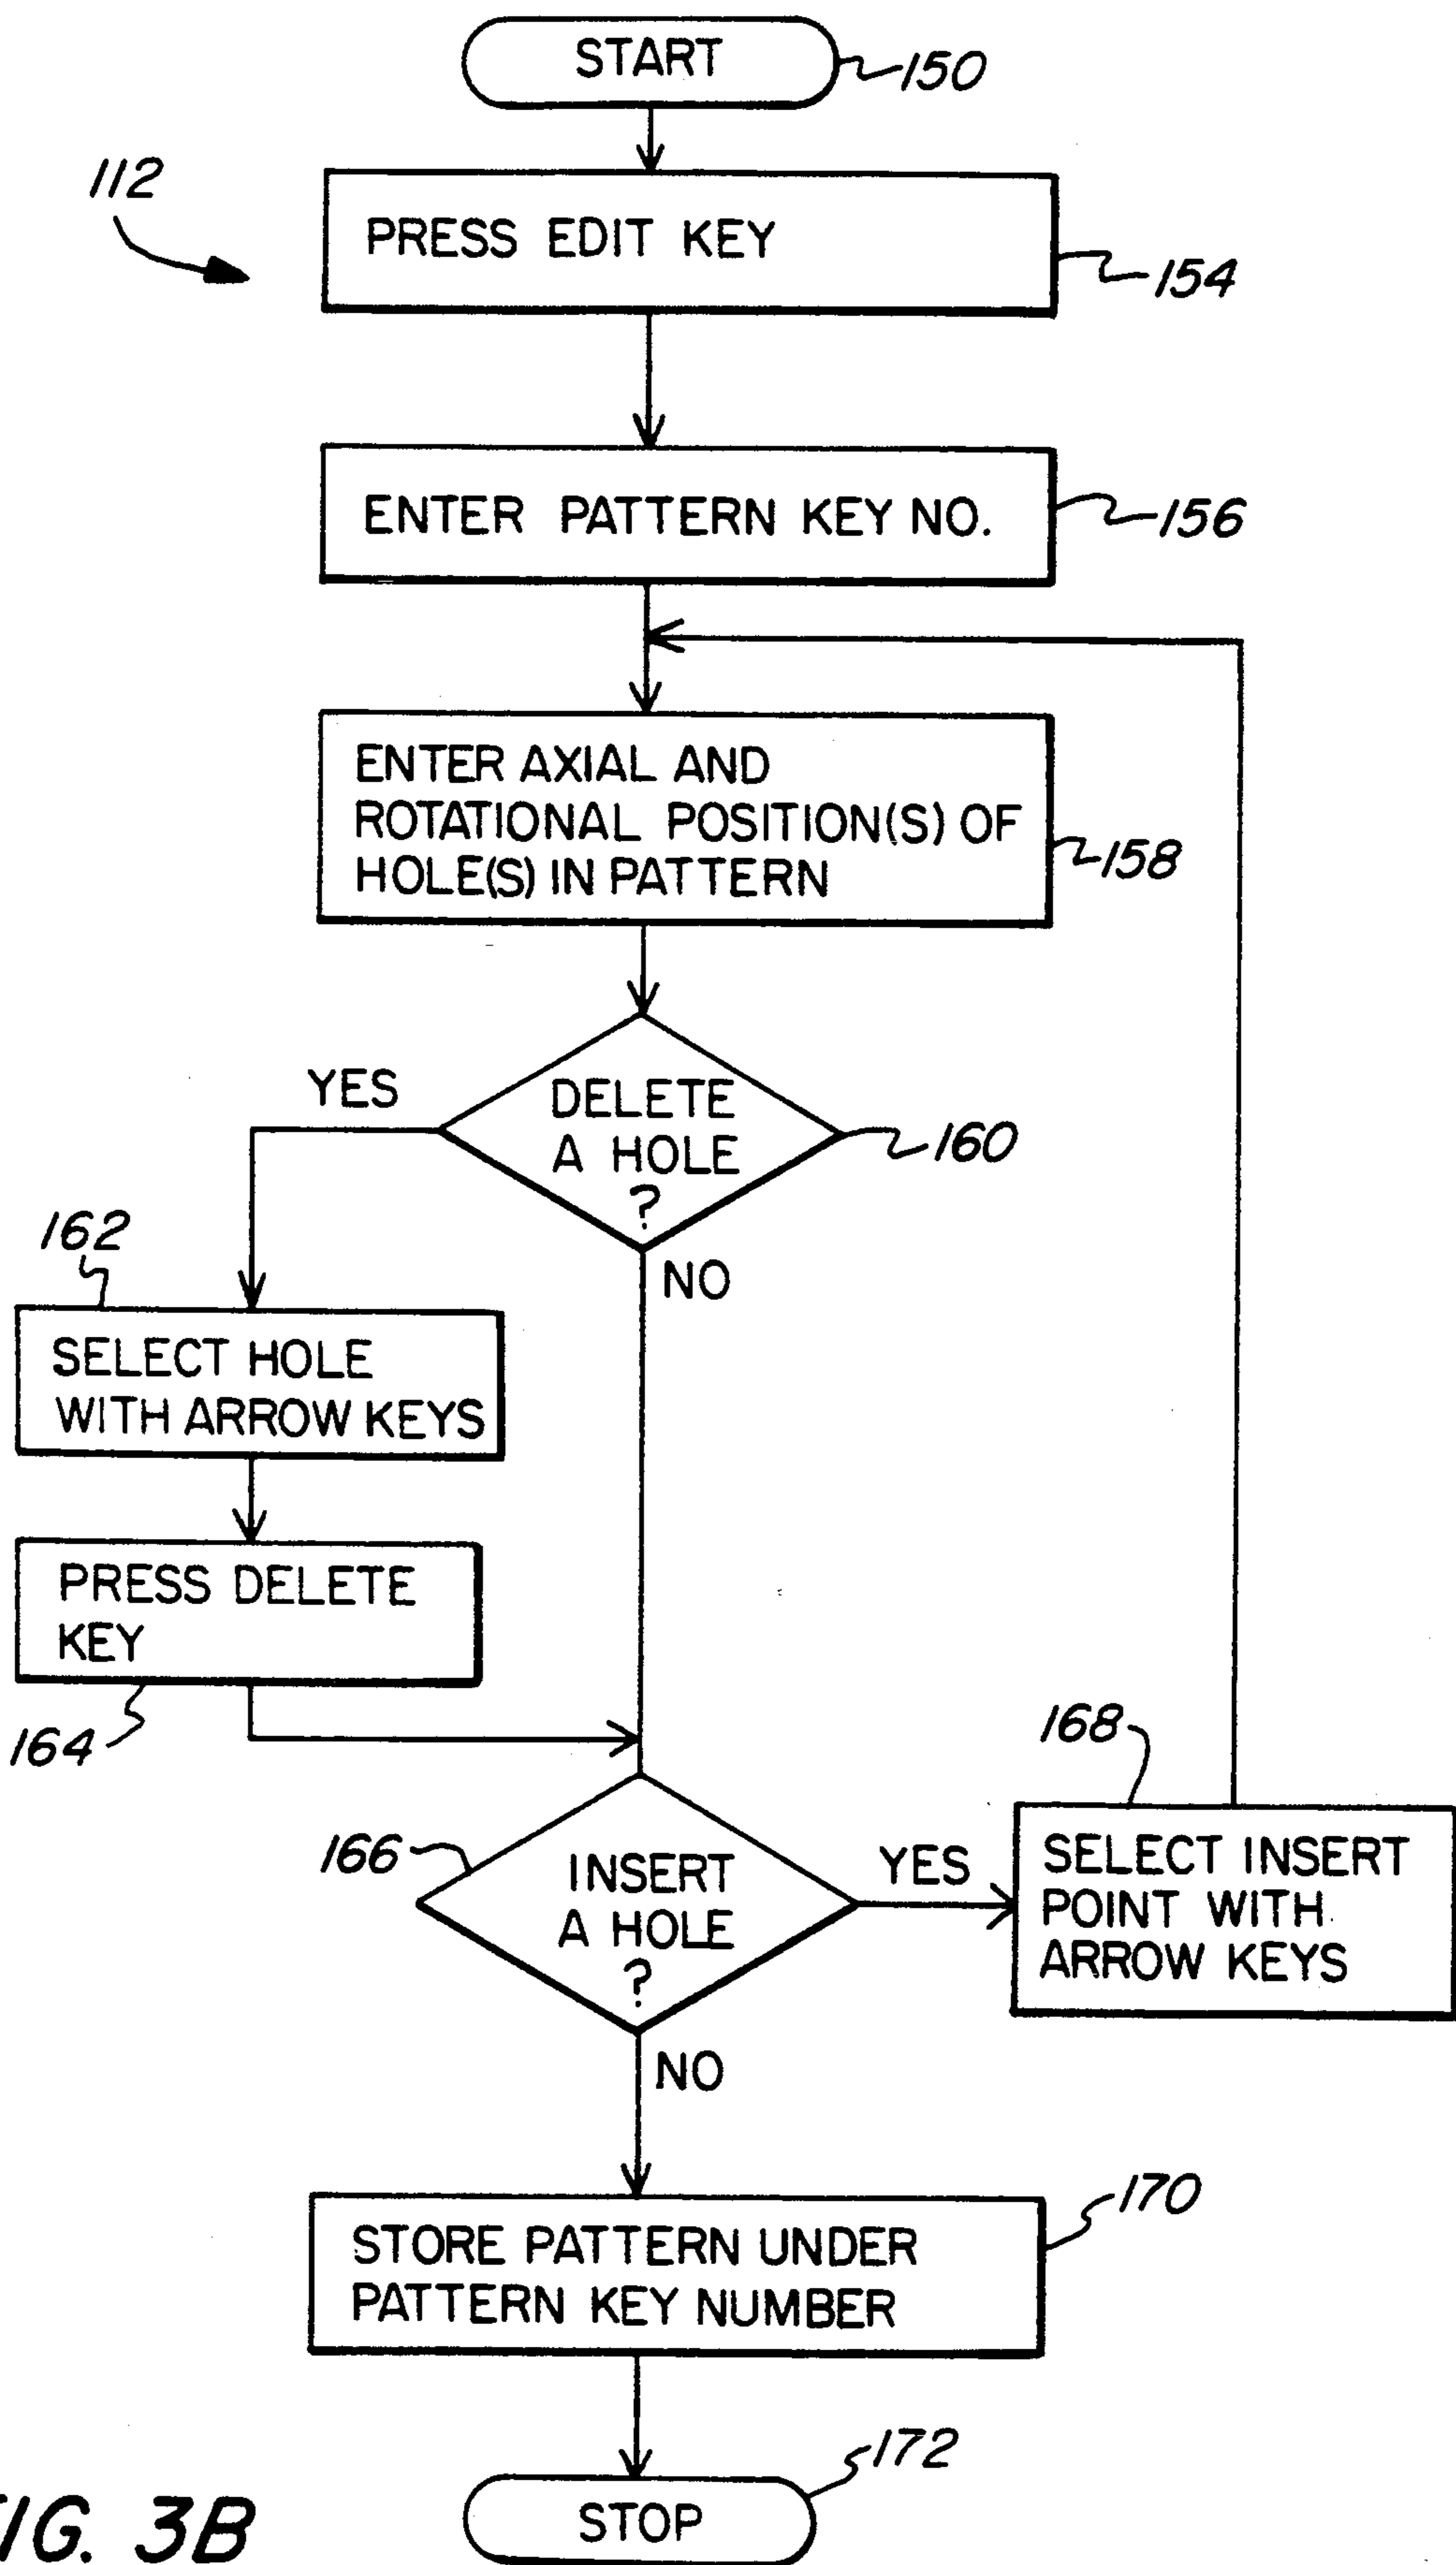 START
150
112
PRESS EDIT KEY
154
ENTER PATTERN KEY NO.
156
ENTER AXIAL AND
ROTATIONAL POSITION(S) OF
HOLE(S) IN PATTERN
158
YES
DELETE
A HOLE
?
160
NO
162
SELECT HOLE
WITH ARROW KEYS
PRESS DELETE
KEY
164
168
166
INSERT
A HOLE
?
YES
SELECT INSERT
POINT WITH
ARROW KEYS
NO
170
STORE PATTERN UNDER
PATTERN KEY NUMBER
172
STOP
FIG. 3B